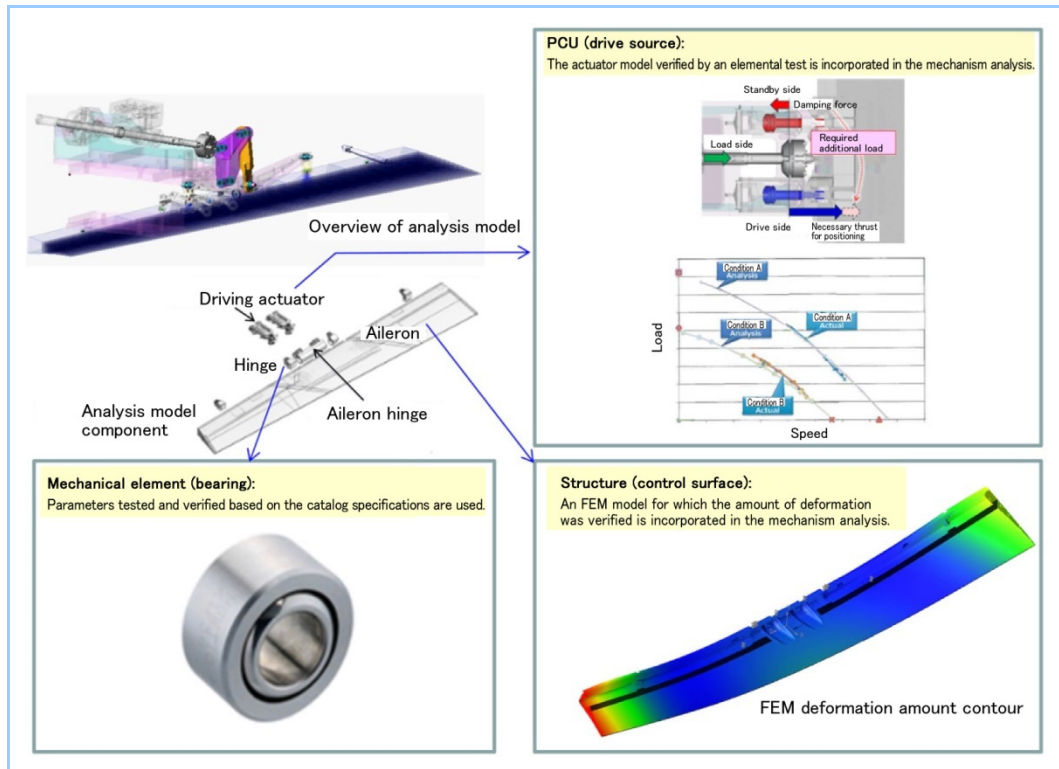 PCU (drive source):
The actuator model verified by an elemental test is incorporated in the mechanism analysis.
Standby side
Damping force
Required
additional load
Load side
Drive side
Necessary thrust
for positioning
Overview of analysis model
Driving actuator
Aileron
Hinge
Aileron hinge
Analysis model
component
Condition A
Analysis
Condition A
Actual
Condition B
Analysis
Condition B
Actual
Load
Speed
Mechanical element (bearing):
Parameters tested and verified based on the catalog specifications are used.
Structure (control surface):
An FEM model for which the amount of deformation
was verified is incorporated in the mechanism analysis.
FEM deformation amount contour